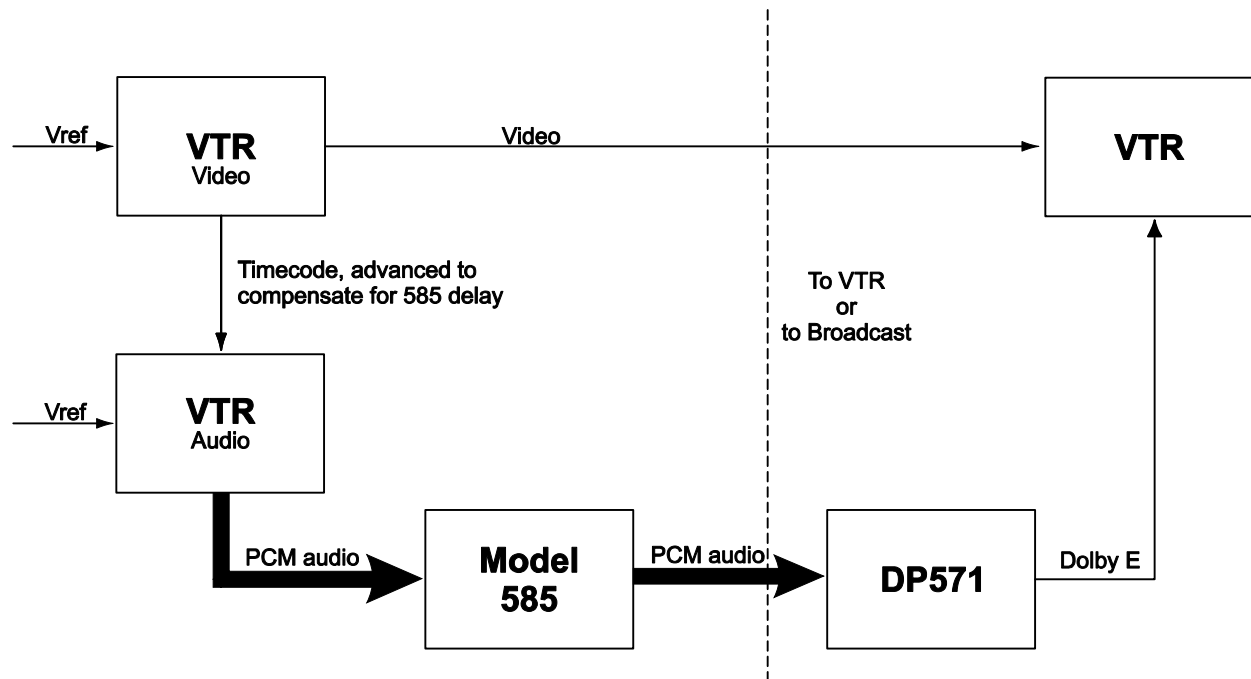 Vref
VTR
Video
Video
VTR
Timecode, advanced to
compensate for 585 delay
To VTR
or
to Broadcast
Vref
VTR
Audio
PCM audio
Model
585
PCM audio
DP571
Dolby E